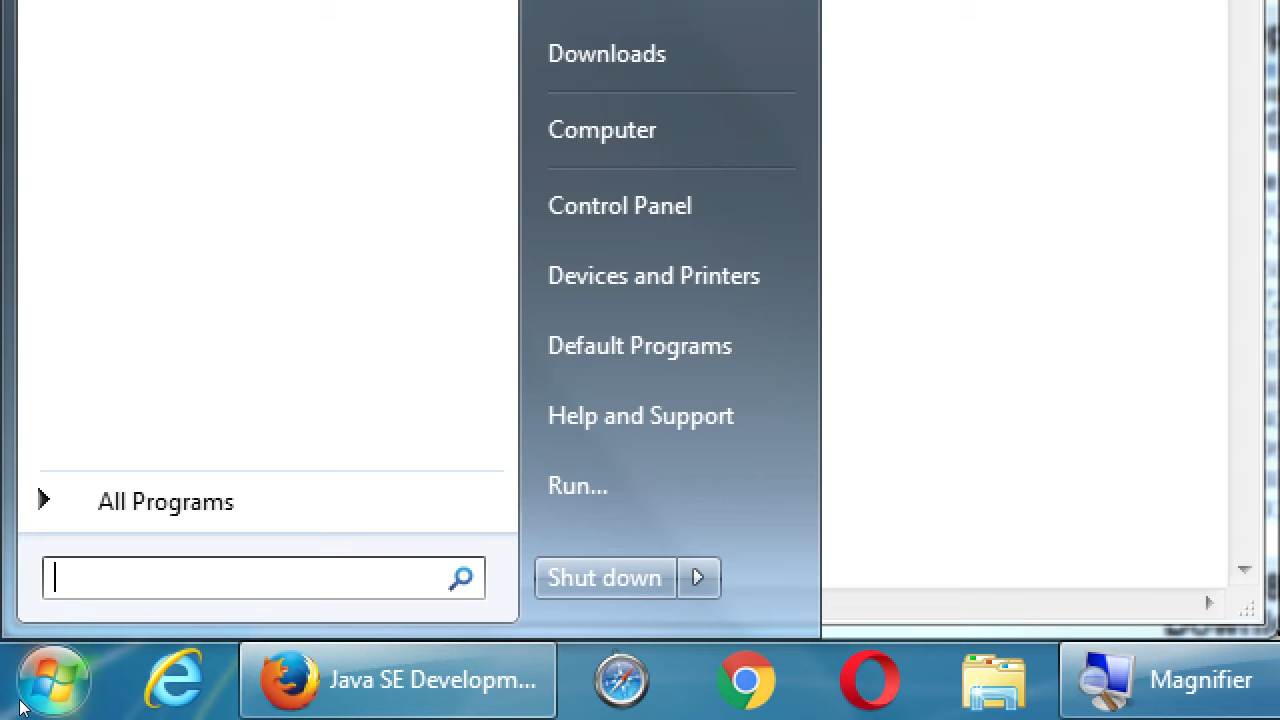 Downloads
Computer
Control Panel
Devices and Printers
Default Programs
Help and Support
Run...
All Programs
Shut down
Java SE Developm...
Magnifier